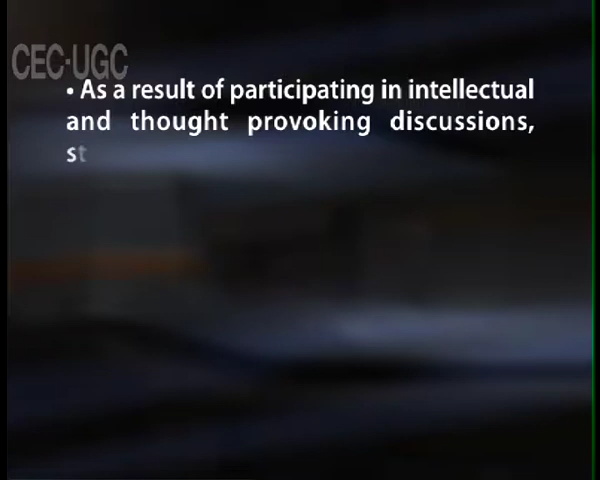 CEC-UGC
• As a result of participating in intellectual
and thought provoking discussions,
st